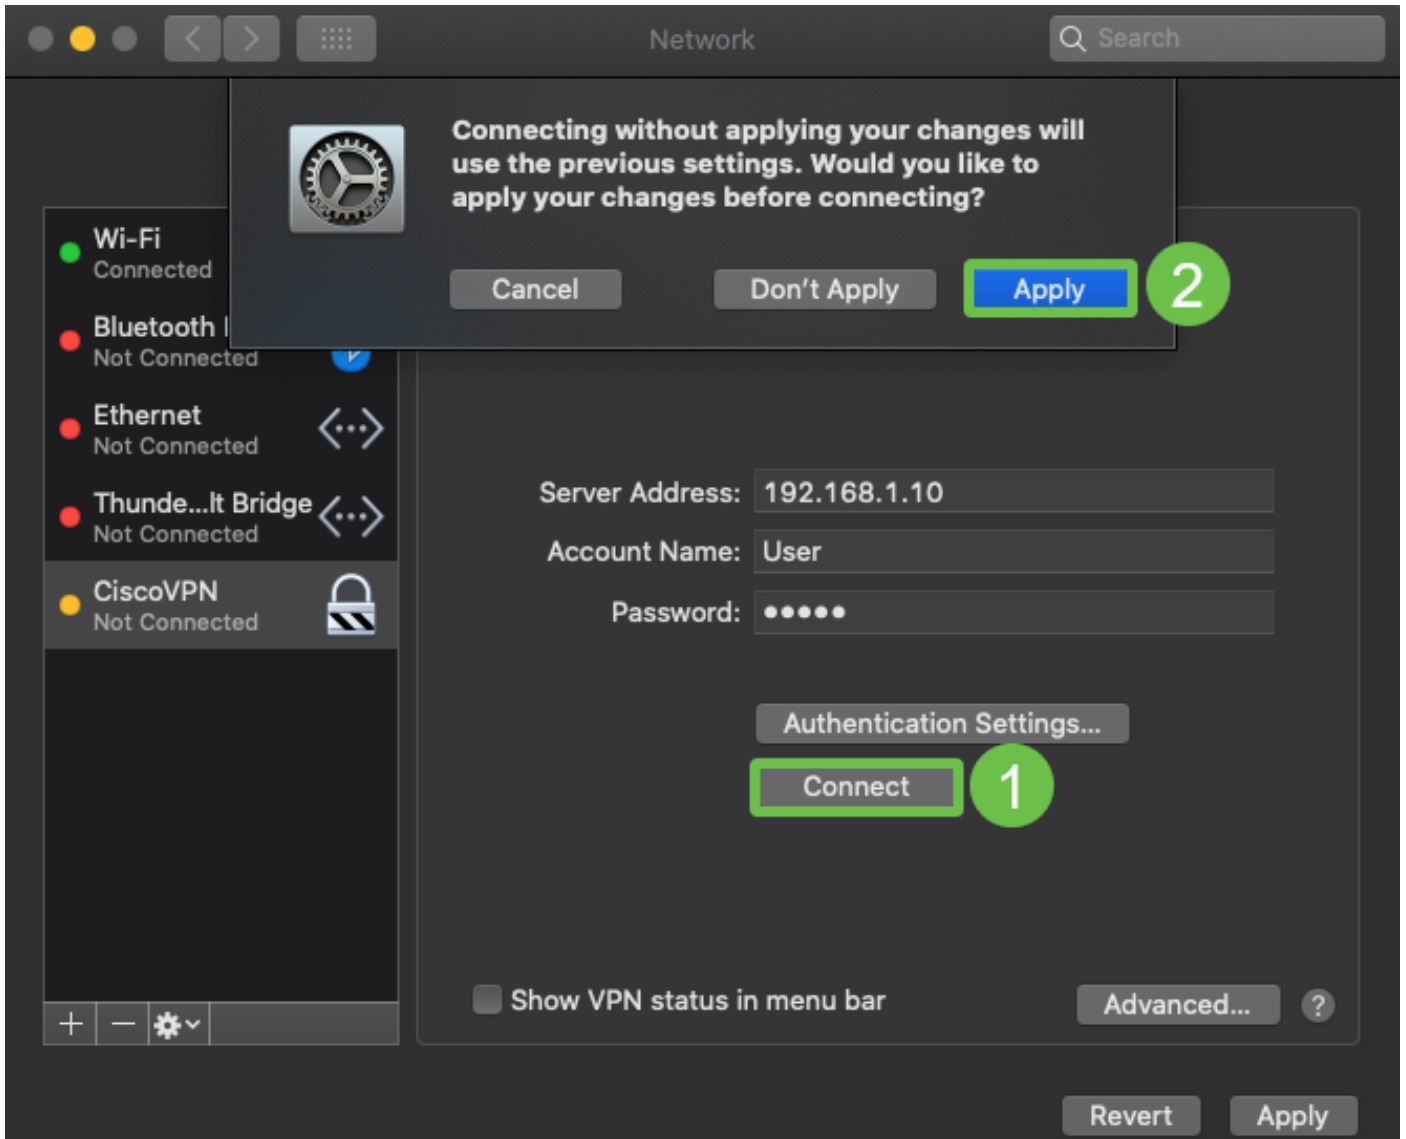 Network
Search
Connecting without applying your changes will
use the previous settings. Would you like to
apply your changes before connecting?
Cancel
Don't Apply
Apply
2
Wi-Fi
Connected
Bluetooth
Not Connected
Ethernet
Not Connected
Thunde...lt Bridge
Not Connected
CiscoVPN
Not Connected
Server Address: 192.168.1.10
Account Name: User
Password: •••••
Authentication Settings...
Connect
1
Show VPN status in menu bar
Advanced...
?
Revert
Apply